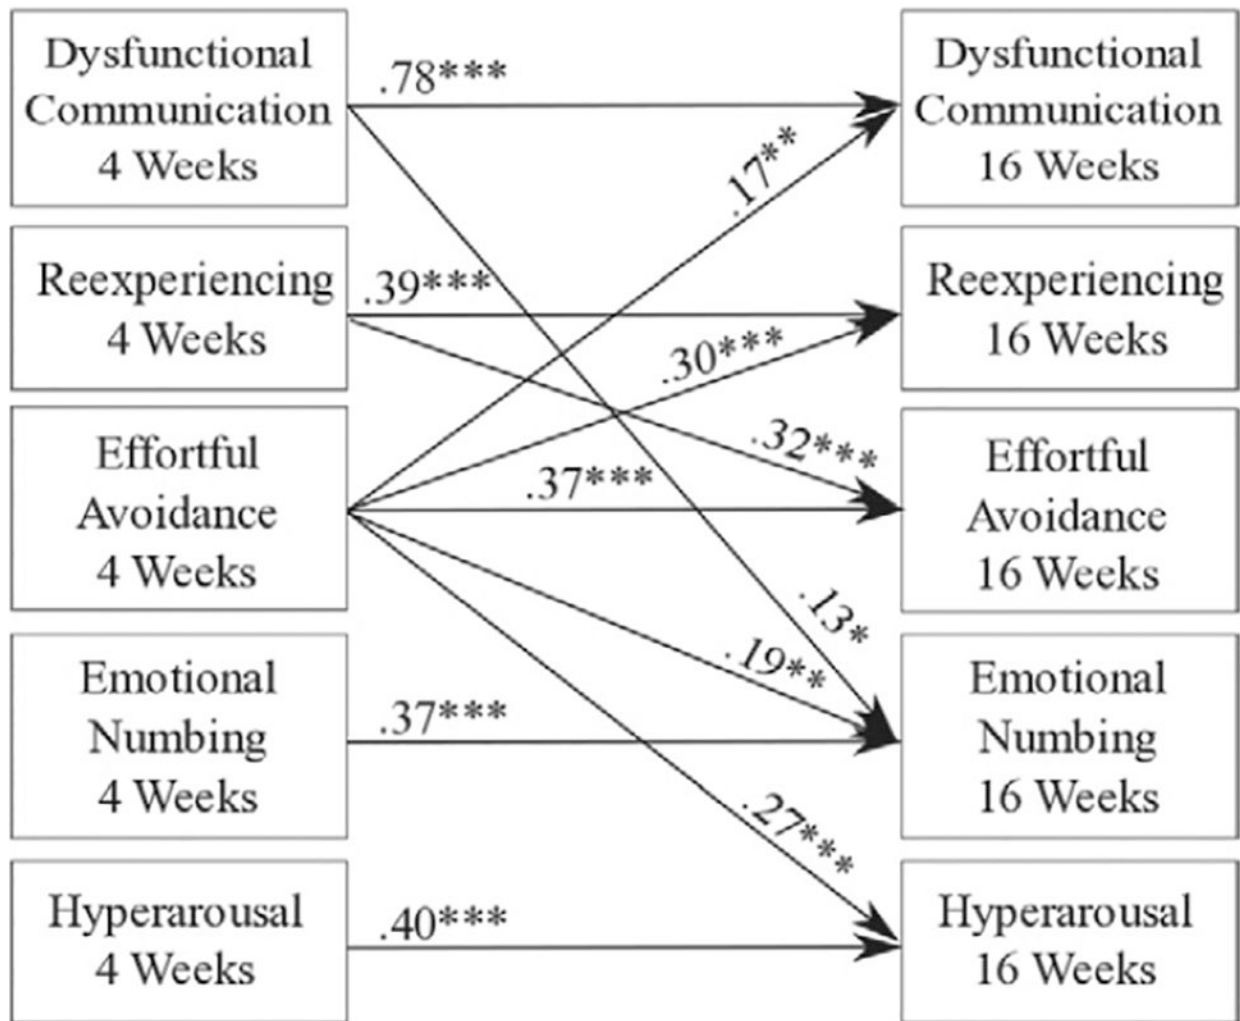 Dysfunctional
Communication
4 Weeks
.78***
Dysfunctional
Communication
16 Weeks
.17**
Reexperiencing
4 Weeks
.39***
Reexperiencing
16 Weeks
.30***
Effortful
Avoidance
4 Weeks
.32***
.37***
Effortful
Avoidance
16 Weeks
.13*
.19**
Emotional
Numbing
4 Weeks
.37***
Emotional
Numbing
16 Weeks
.27***
Hyperarousal
4 Weeks
.40***
Hyperarousal
16 Weeks